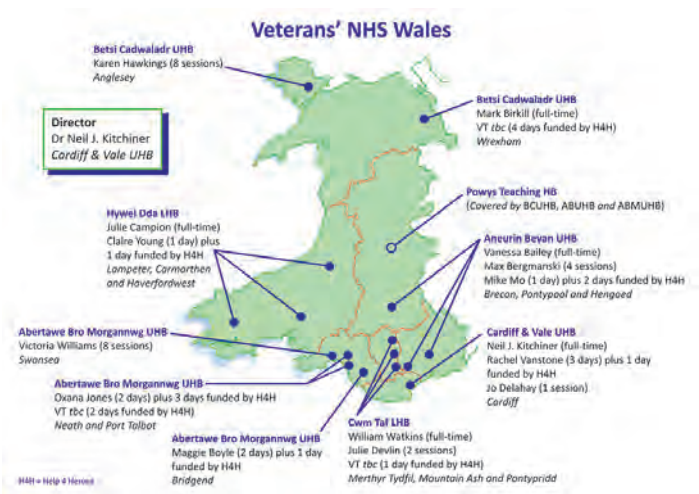 Veterans' NHS Wales
Betsi Cadwaladr UHB
Karen Hawkings (8 sessions)
Anglesey
Director
Dr Neil J. Kitchiner
Cardiff & Vale UHB
Betsi Cadwaladr UHB
Mark Birkill (full-time)
VT tbc (4 days funded by H4H)
Wrexham
Powys Teaching HB
(Covered by BCUHB, ABUHB and ABMUHB)
Hywel Dda LHB
Julie Campion (full-time)
Claire Young (1 day) plus
1 day funded by H4H
Lampeter, Carmarthen
and Haverfordwest
Aneurin Bevan UHB
Vanessa Bailey (full-time)
Max Bergmanski (4 sessions)
Mike Mo (1 day) plus 2 days funded by H4H
Brecon, Pontypool and Hengoed
Abertawe Bro Morgannwg UHB
Victoria Williams (8 sessions)
Swansea
Cardiff & Vale UHB
Neil J. Kitchiner (full-time)
Rachel Vanstone (3 days) plus 1 day
funded by H4H
Jo Delahay (1 session)
Cardiff
Abertawe Bro Morgannwg UHB
Oxana Jones (2 days) plus 3 days funded by H4H
VT tbc (2 days funded by H4H)
Neath and Port Talbot
Abertawe Bro Morgannwg UHB
Maggie Boyle (2 days) plus 1 day
funded by H4H
Bridgend
Cwm Taf LHB
William Watkins (full-time)
Julie Devlin (2 sessions)
VT tbc (1 day funded by H4H)
Merthyr Tydfil, Mountain Ash and Pontypridd
H4H = Help 4 Heroes